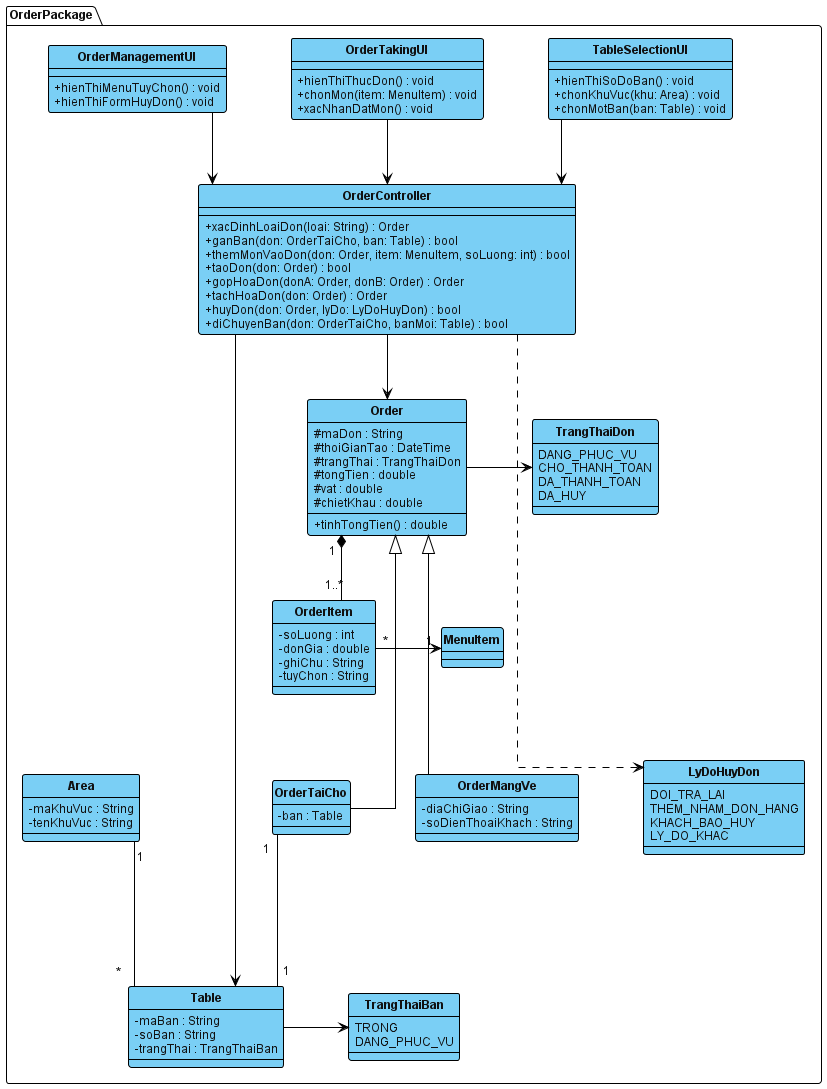 OrderPackage
OrderManagementUI
+hienThiMenuTuyChon() : void
+hienThiFormHuyDon() : void
OrderTakingUI
+hienThiThucDon() : void
+chonMon(item: MenuItem) : void
+xacNhanDatMon() : void
TableSelectionUI
+hienThiSoDoBan() : void
+chonKhuVuc(khu: Area) : void
+chonMotBan(ban: Table) : void
OrderController
+xacDinhLoaiDon(loai: String) : Order
+ganBan(don: OrderTaiCho, ban: Table) : bool
+themMonVaoDon(don: Order, item: MenuItem, soLuong: int) : bool
+taoDon(don: Order) : bool
+gopHoaDon(donA: Order, donB: Order) : Order
+tachHoaDon(don: Order) : Order
+huyDon(don: Order, lyDo: LyDoHuyDon) : bool
+diChuyenBan(don: OrderTaiCho, banMoi: Table) : bool
Order
#maDon : String
#thoiGianTao : DateTime
#trangThai : TrangThaiDon
#tongTien : double
#vat : double
#chietKhau : double
+tinhTongTien() : double
TrangThaiDon
DANG_PHUC_VU
CHO_THANH_TOAN
DA_THANH_TOAN
DA_HUY
1
1..*
OrderItem
-soLuong : int
-donGia : double
-ghiChu : String
-tuyChon : String
*
1
MenuItem
Area
-maKhuVuc : String
-tenKhuVuc : String
OrderTaiCho
-ban : Table
OrderMangVe
-diaChiGiao : String
-soDienThoaiKhach : String
LyDoHuyDon
DOI_TRA_LAI
THEM_NHAM_DON_HANG
KHACH_BAO_HUY
LY_DO_KHAC
1
1
*
1
Table
-maBan : String
-soBan : String
-trangThai : TrangThaiBan
TrangThaiBan
TRONG
DANG_PHUC_VU